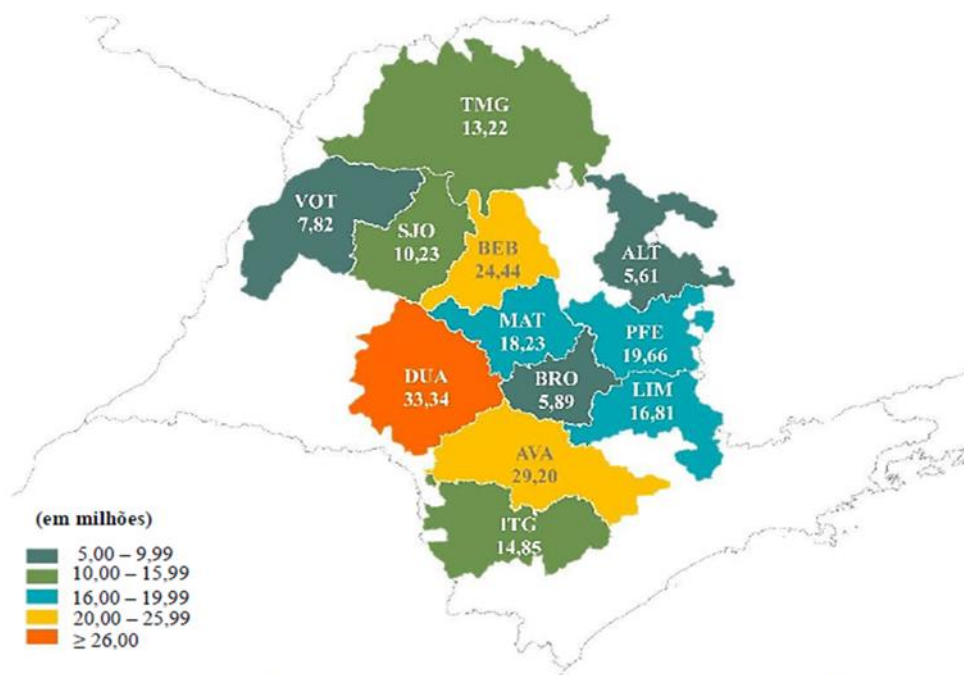 TMG
13,22
VOT
7,82
SJO
10,23
BEB
24,44
ALT
5,61
MAT
18,23
PFE
19,66
DUA
33,34
BRO
5,89
LIM
16,81
AVA
29,20
ITG
14,85
(em milhões)
5,00 – 9,99
10,00 – 15,99
16,00 – 19,99
20,00 – 25,99
≥ 26,00